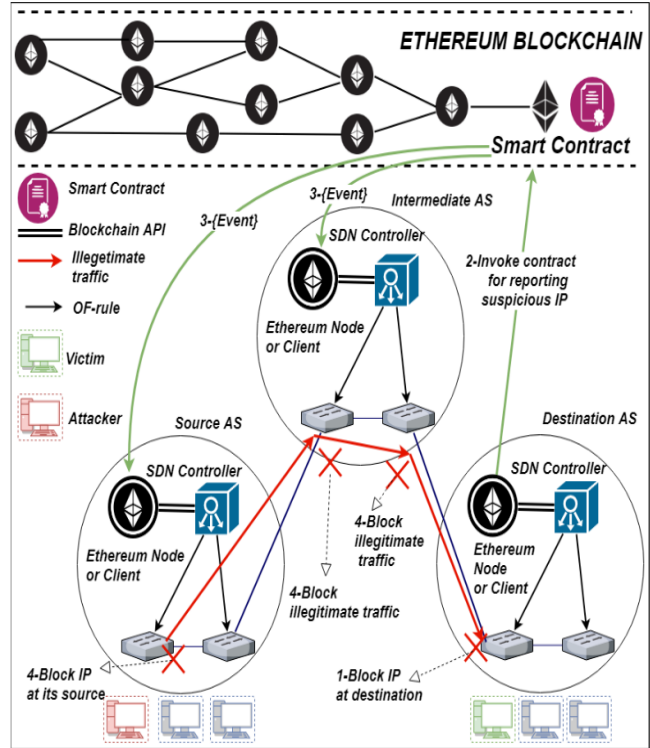 ETHEREUM BLOCKCHAIN
Smart Contract
Smart Contract
Blockchain API
Illegetimate
traffic
OF-rule
Victim
Attacker
3-{Event}
3-{Event}
Intermediate AS
SDN Controller
Ethereum Node
or Client
2-Invoke contract
for reporting
suspicious IP
Source AS
SDN Controller
Ethereum Node
or Client
Destination AS
SDN Controller
Ethereum
Node
or Client
4-Block
illegitimate
traffic
4-Block
illegitimate traffic
4-Block IP
at its source
1-Block IP
at destination